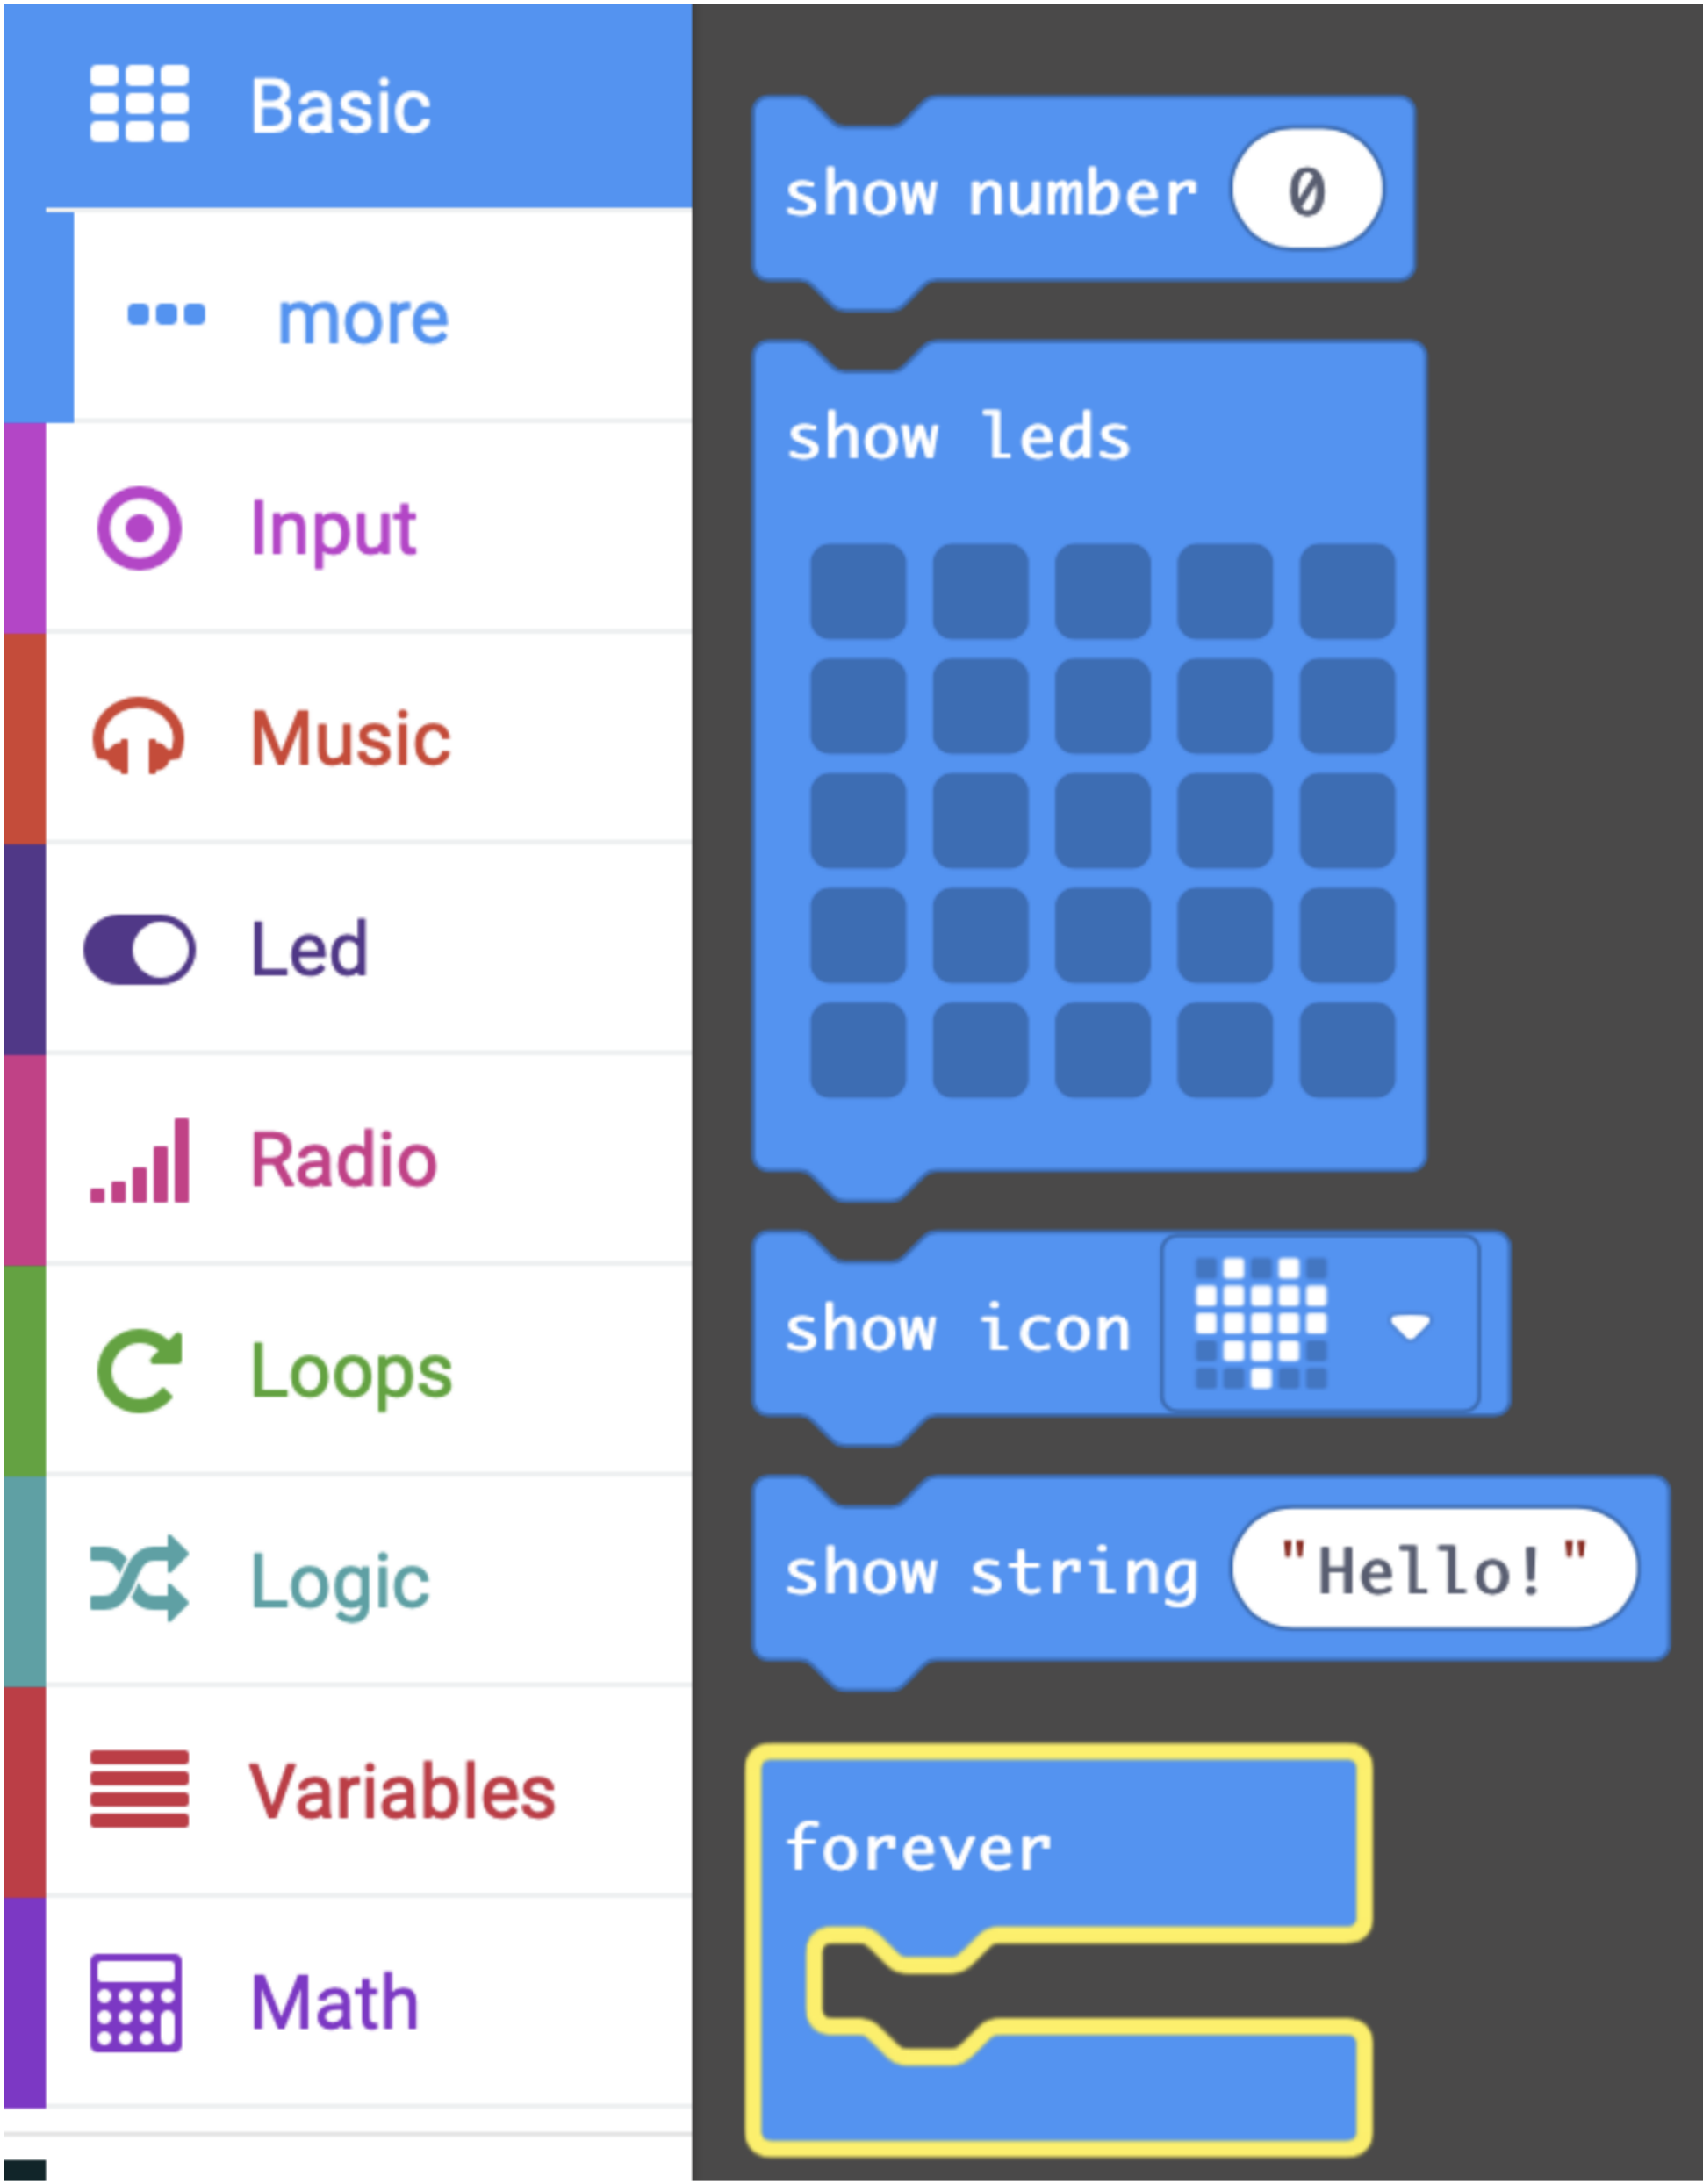 Basic
more
Input
Music
Led
Radio
Loops
Logic
Variables
Math
show number 0
show leds
show icon
show string "Hello!"
forever